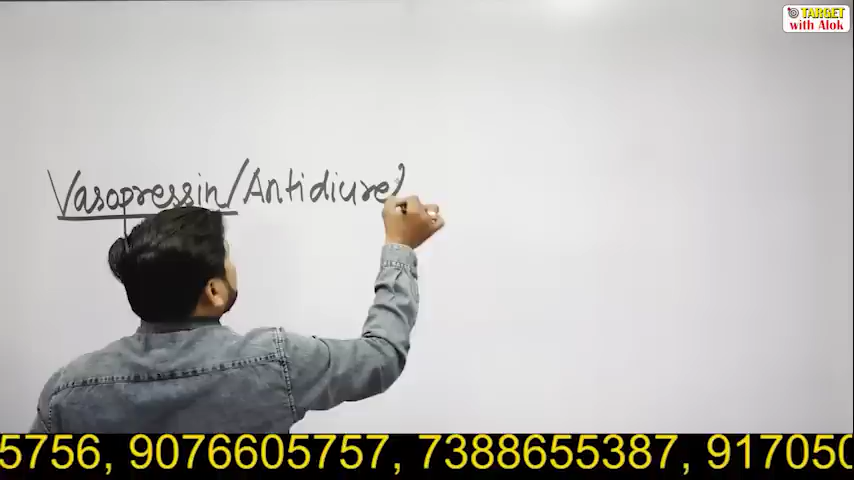 TARGET
with Alok
Vasopressin/Antidiure
5756, 9076605757, 7388655387, 917050